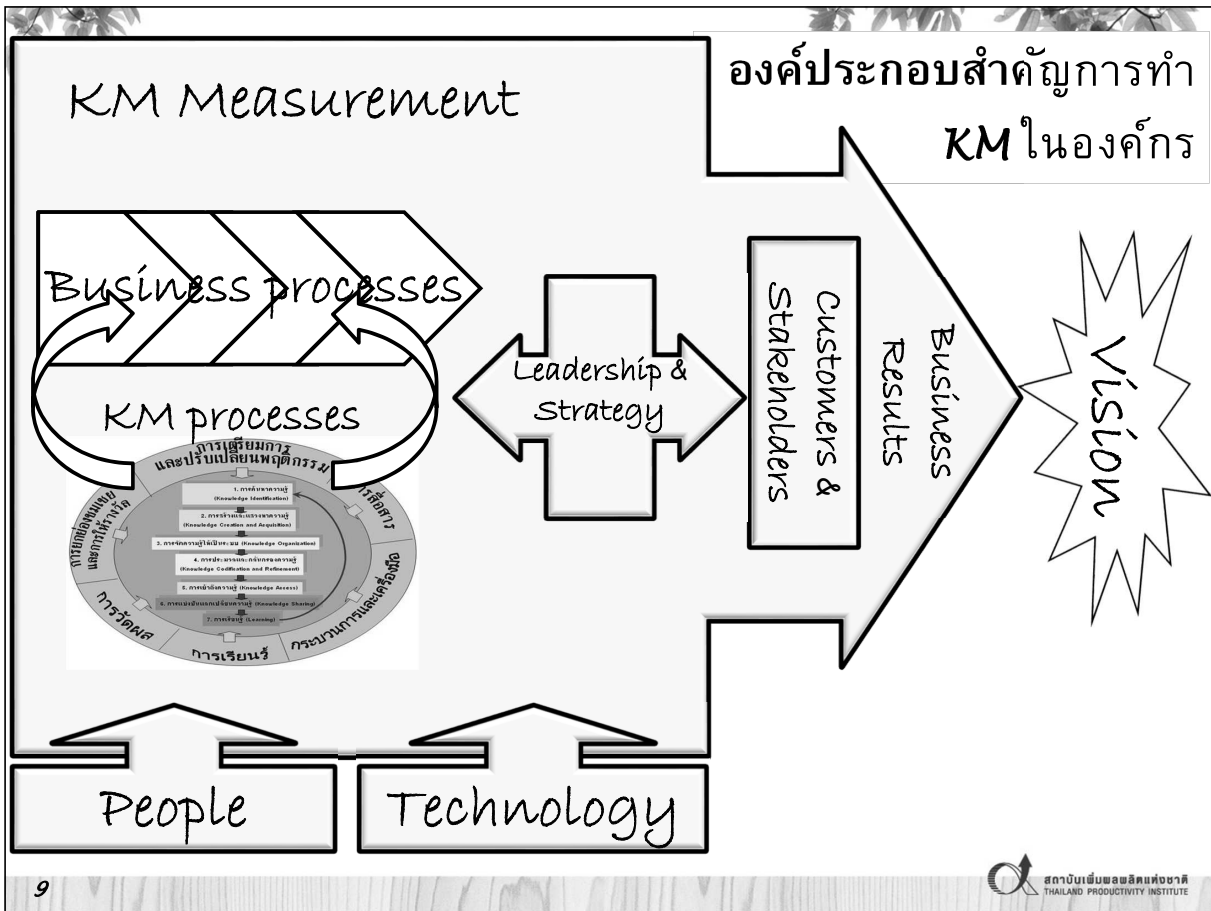 องค์ประกอบสำคัญการทำ
KM ในองค์กร
KM Measurement
Business processes
KM processes
การเตรียมการ
และปรับเปลี่ยนพฤติกรรม
การสื่อสาร
กระบวนการและเครื่องมือ
การเรียนรู้
การวัดผล
การยกย่องชมเชย
และการให้รางวัล
1. การค้นหาความรู้
(Knowledge Identification)
2. การสร้างและแสวงหาความรู้
(Knowledge Creation and Acquisition)
3. การจัดความรู้ให้เป็นระบบ (Knowledge Organization)
4. การประมวลและกลั่นกรองความรู้
(Knowledge Codification and Refinement)
5. การเข้าถึงความรู้ (Knowledge Access)
6. การแบ่งปันแลกเปลี่ยนความรู้ (Knowledge Sharing)
7. การเรียนรู้ (Learning)
Leadership &
Strategy
Customers &
Stakeholders
Business
Results
Vision
People
Technology
9
สถาบันเพิ่มผลผลิตแห่งชาติ
THAILAND PRODUCTIVITY INSTITUTE